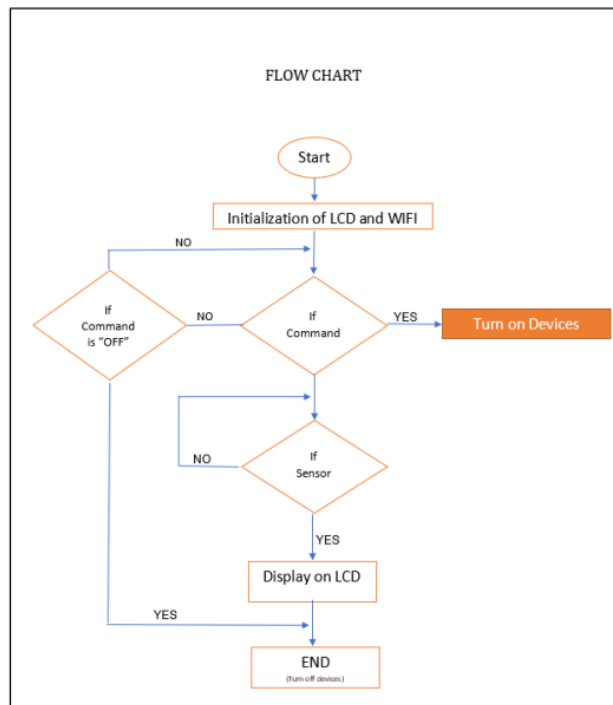 FLOW CHART
Start
Initialization of LCD and WIFI
NO
If
Command
is “OFF”
NO
If
Command
YES
Turn on Devices
NO
If
Sensor
YES
Display on LCD
YES
END
(Turn off devices)